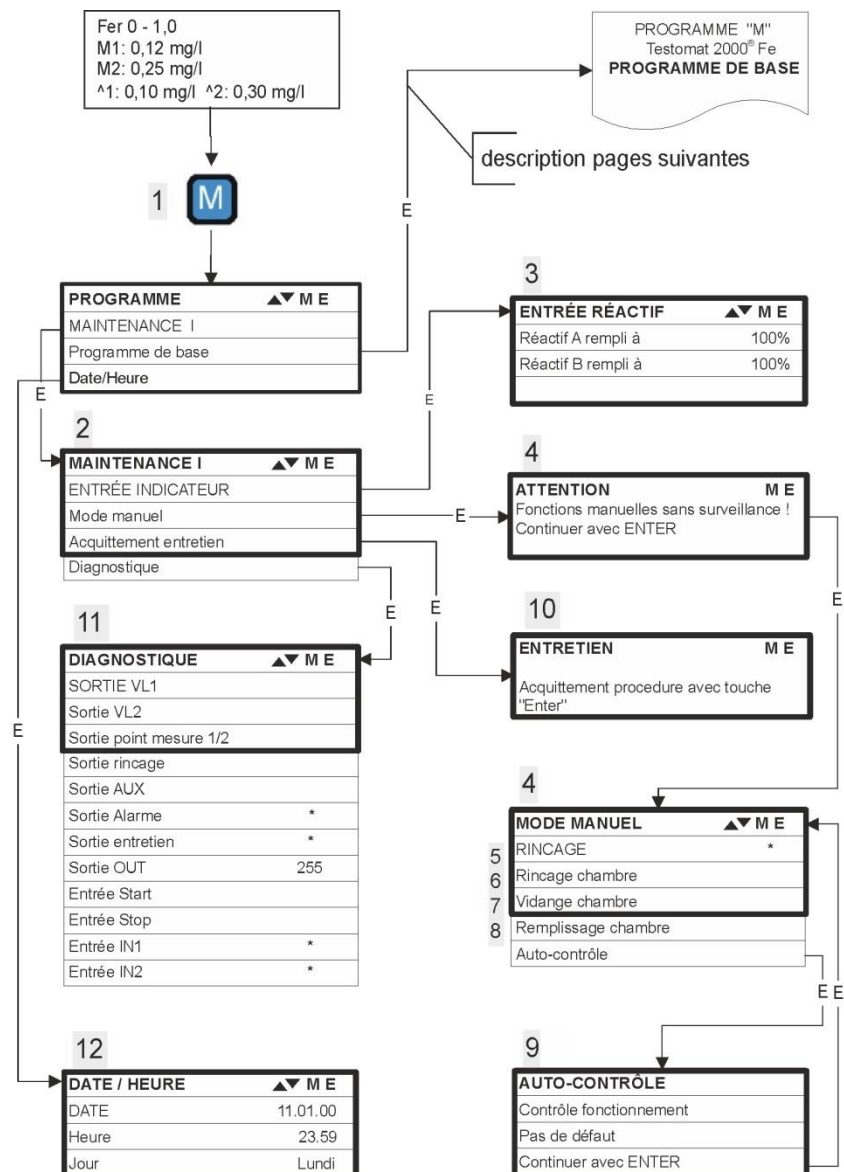 Fer 0 - 1,0
M1: 0,12 mg/l
M2: 0,25 mg/l
^1: 0,10 mg/l ^2: 0,30 mg/l
PROGRAMME "M"
Testomat 2000® Fe
PROGRAMME DE BASE
description pages suivantes
1
M
E
PROGRAMME ▲▼ M E
MAINTENANCE I
Programme de base
Date/Heure
E
3
ENTRÉE RÉACTIF ▲▼ M E
Réactif A rempli à 100%
Réactif B rempli à 100%
E
2
MAINTENANCE I ▲▼ M E
ENTRÉE INDICATEUR
Mode manuel
Acquittement entretien
Diagnostique
E
4
ATTENTION M E
Fonctions manuelles sans surveillance !
Continuer avec ENTER
E
E
E
10
ENTRETIEN M E
Acquittement procedure avec touche
"Enter"
11
DIAGNOSTIQUE ▲▼ M E
SORTIE VL1
Sortie VL2
Sortie point mesure 1/2
Sortie rincage
Sortie AUX
Sortie Alarme *
Sortie entretien *
Sortie OUT 255
Entrée Start
Entrée Stop
Entrée IN1 *
Entrée IN2 *
E
4
MODE MANUEL ▲▼ M E
5 RINCAGE *
6 Rincage chambre
7 Vidange chambre
8 Remplissage chambre
Auto-contrôle
E E
12
DATE / HEURE ▲▼ M E
DATE 11.01.00
Heure 23.59
Jour Lundi
9
AUTO-CONTRÔLE
Contrôle fonctionnement
Pas de défaut
Continuer avec ENTER